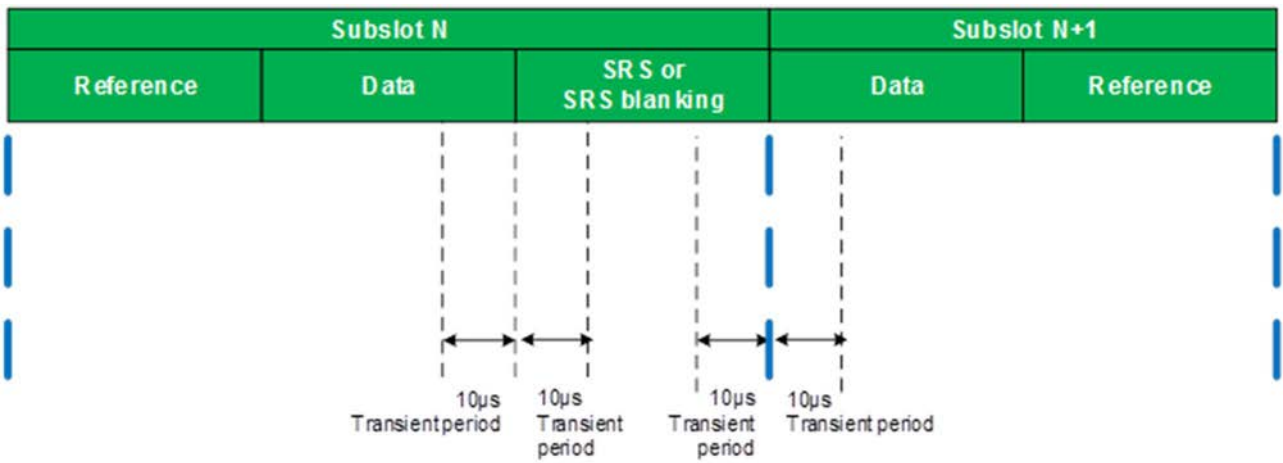 Subslot N
Subslot N+1
Reference
Data
SRS or
SRS blanking
Data
Reference
10µs
Transient period
10µs
Transient
period
10µs
Transient
period
10µs
Transient period